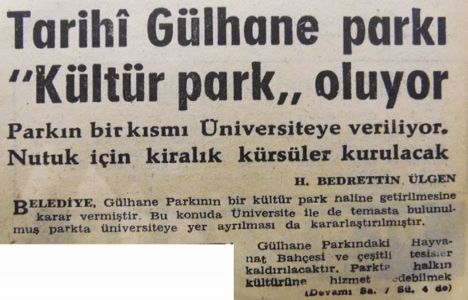 Tarihî Gülhane parkı
"Kültür park,, oluyor
Parkın bir kısmı Üniversiteye veriliyor.
Nutuk için kiralık kürsüler kurulacak
H. BEDRETTİN ÜLGEN
BELEDİYE, Gülhane Parkının bir kültür park naline getirilmesine
karar vermiştir. Bu konuda Üniversite ile de temasta bulunul-
muş parkta üniversiteye yer ayrılması da kararlaştırılmıştır.
Gülhane Parkındaki Hayva-
nat Bahçesi ve çeşitli tesisler
kaldırılacaktır. Parkta halkın
kültürüne hizmet edebilmek
(Devamı Sa. 7 Sü. 4 de)